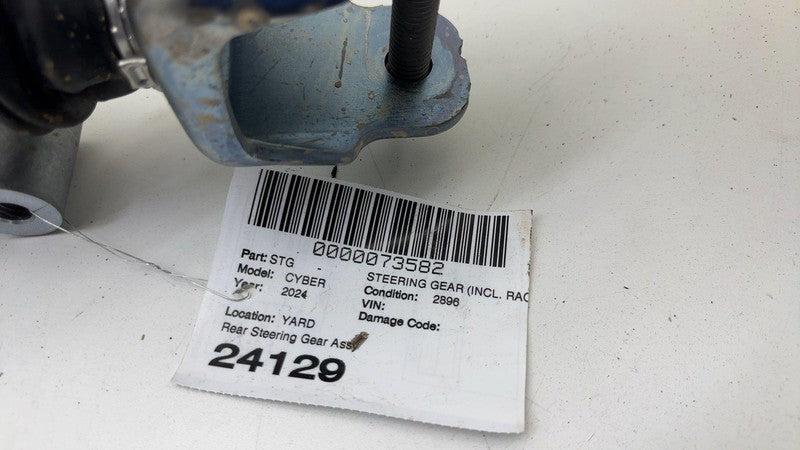 0000073582
Part: STG - STEERING GEAR (INCL. RAC
Model: CYBER Condition: 2896
Year: 2024 VIN:
Damage Code:
Location: YARD
Rear Steering Gear Assy
24129